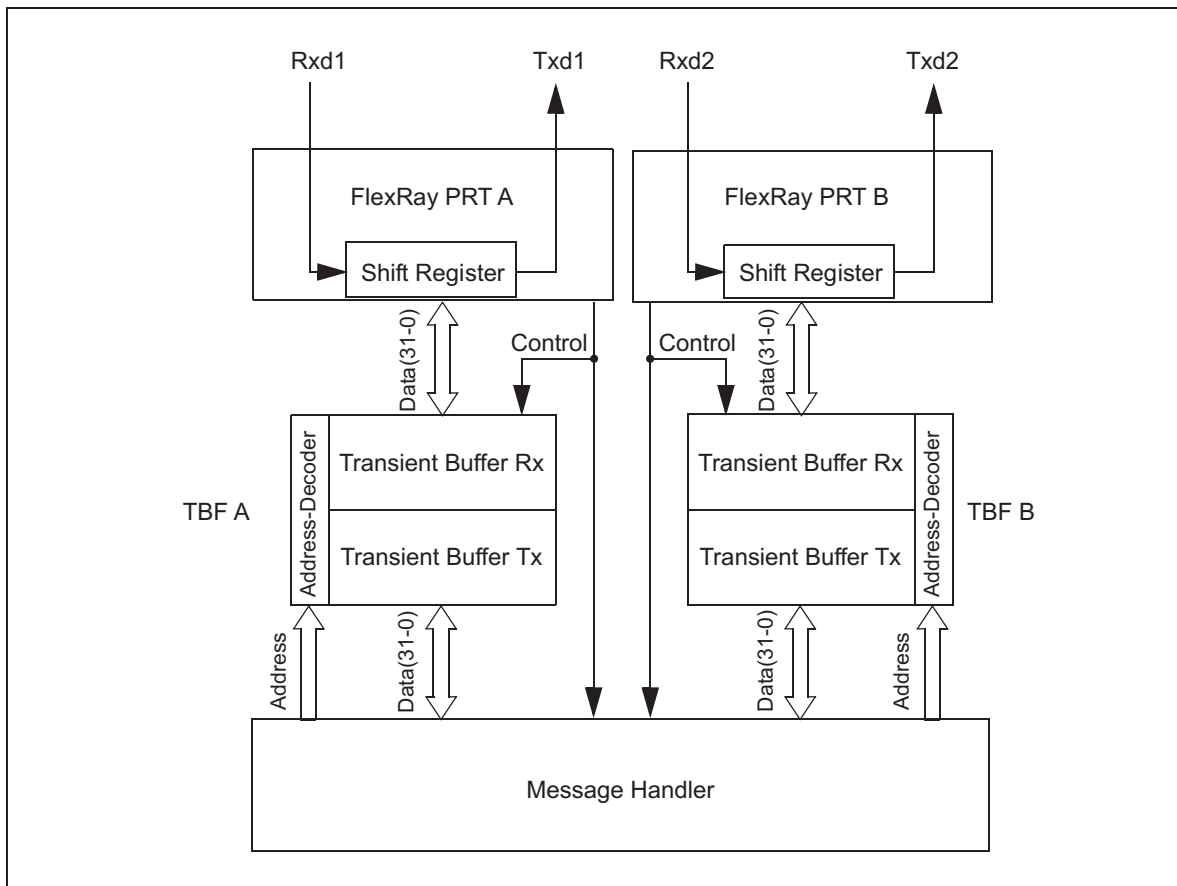 Rxd1
Txd1
Rxd2
Txd2
FlexRay PRT A
FlexRay PRT B
Shift Register
Shift Register
Data(31-0)
Control
Control
Data(31-0)
TBF A
Address-Decoder
Transient Buffer Rx
Transient Buffer Tx
Transient Buffer Rx
Transient Buffer Tx
Address-Decoder
TBF B
Address
Data(31-0)
Data(31-0)
Address
Message Handler